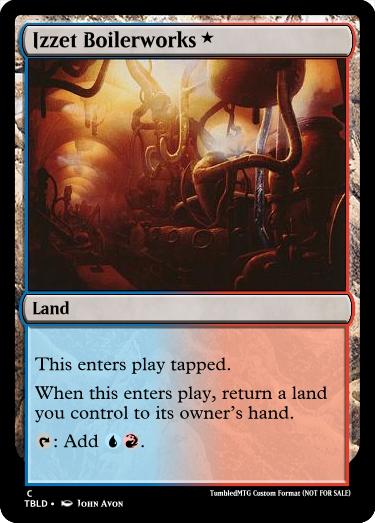 Izzet Boilerworks ★
Land
This enters play tapped.
When this enters play, return a land
you control to its owner's hand.
: Add .
C
TBLD • John Avon
TumbledMTG Custom Format (NOT FOR SALE)